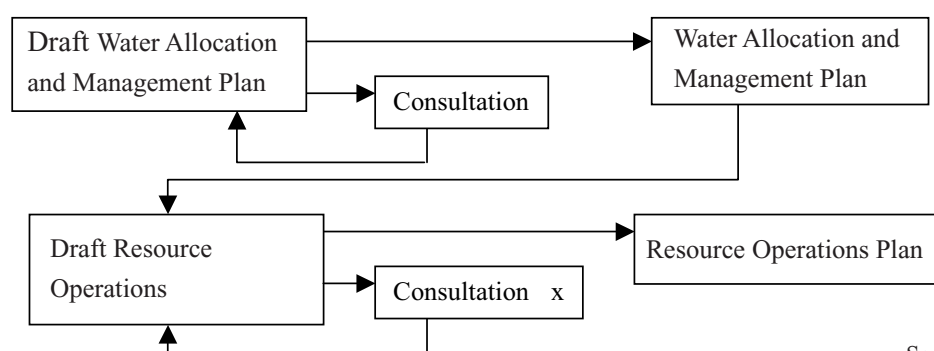 Draft Water Allocation
and Management Plan
Water Allocation and
Management Plan
Consultation
Draft Resource
Operations
Resource Operations Plan
Consultation x